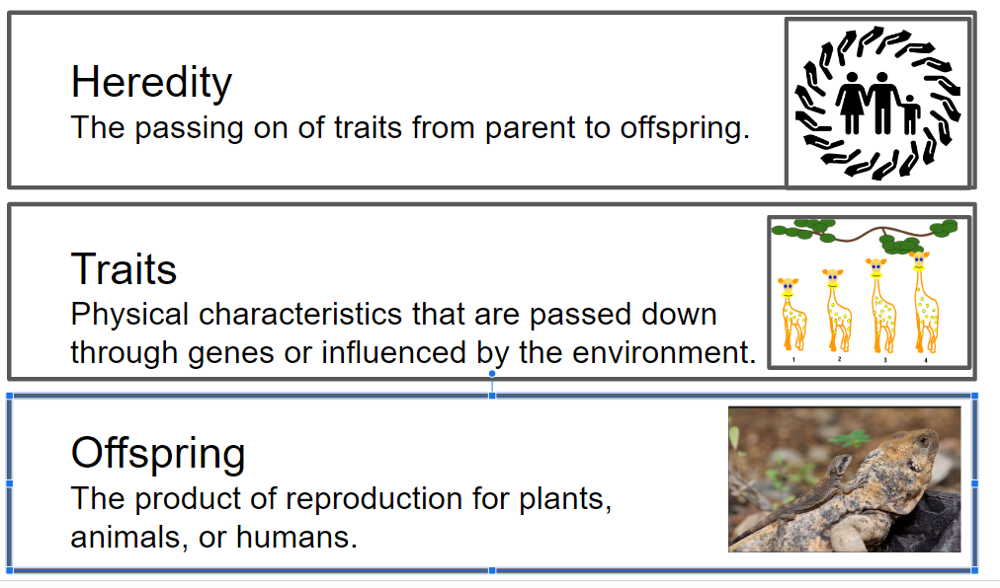 Heredity
The passing on of traits from parent to offspring.
Traits
Physical characteristics that are passed down
through genes or influenced by the environment.
1 2 3 4
Offspring
The product of reproduction for plants,
animals, or humans.